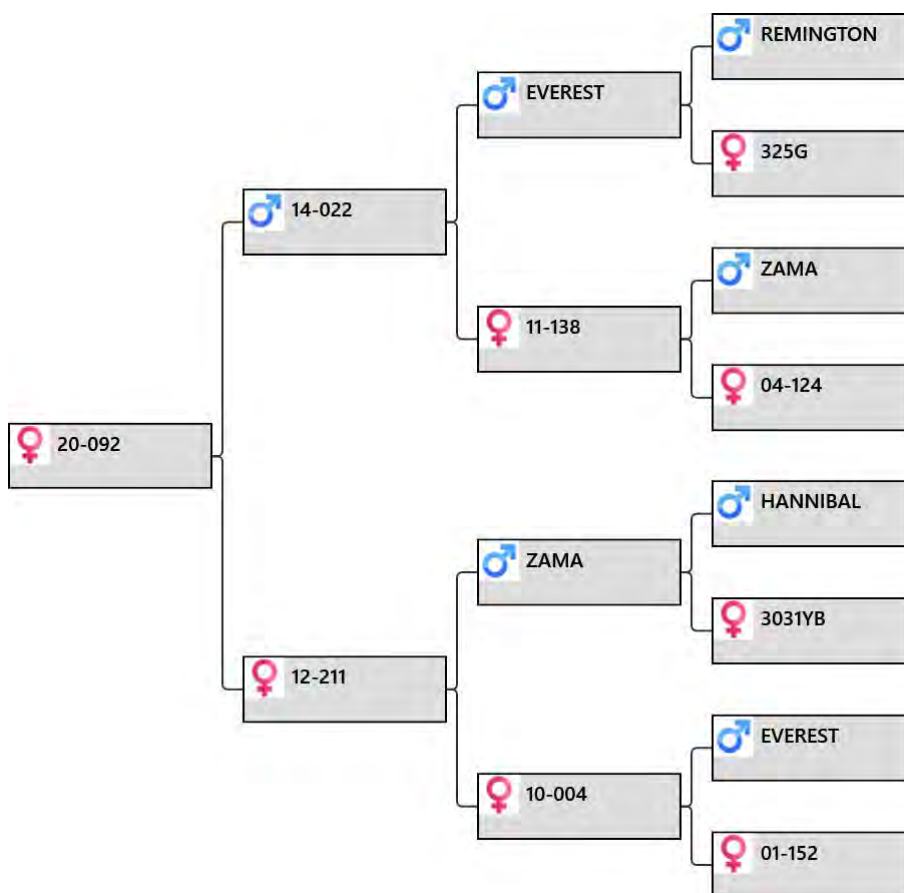 REMINGTON
EVEREST
325G
14-022
ZAMA
11-138
04-124
20-092
HANNIBAL
ZAMA
3031YB
12-211
EVEREST
10-004
01-152